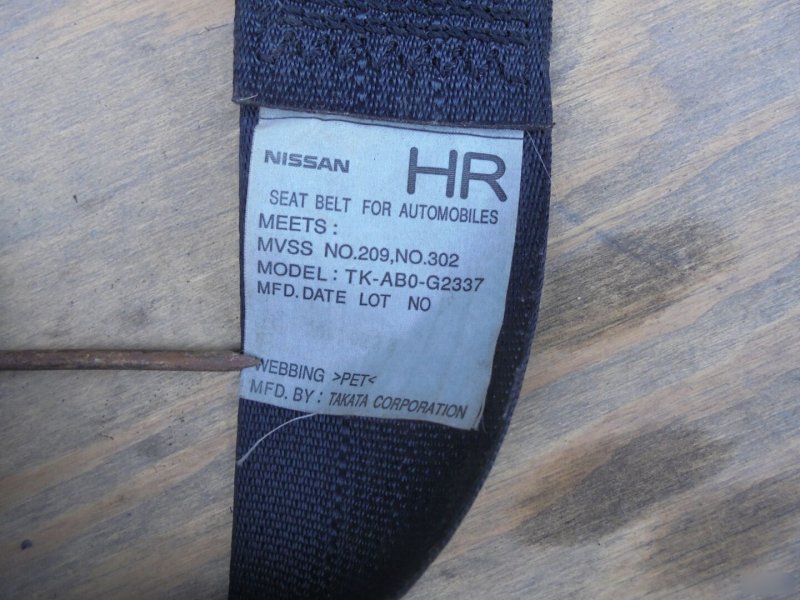 NISSAN HR
SEAT BELT FOR AUTOMOBILES
MEETS :
MVSS NO.209,NO.302
MODEL : TK-AB0-G2337
MFD.DATE LOT NO
WEBBING >PET<
MFD.BY : TAKATA CORPORATION